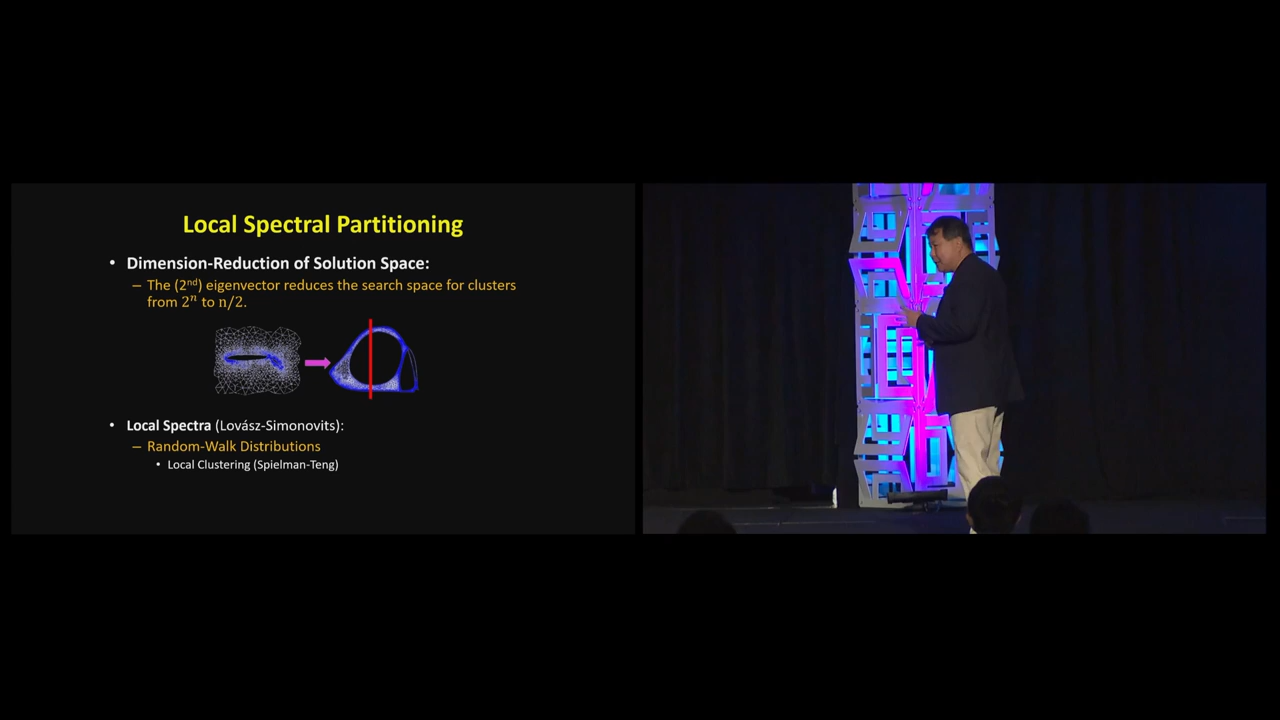 Local Spectral Partitioning
• Dimension-Reduction of Solution Space:
– The (2nd) eigenvector reduces the search space for clusters
from 2ⁿ to n/2.
• Local Spectra (Lovász-Simonovits):
– Random-Walk Distributions
• Local Clustering (Spielman-Teng)